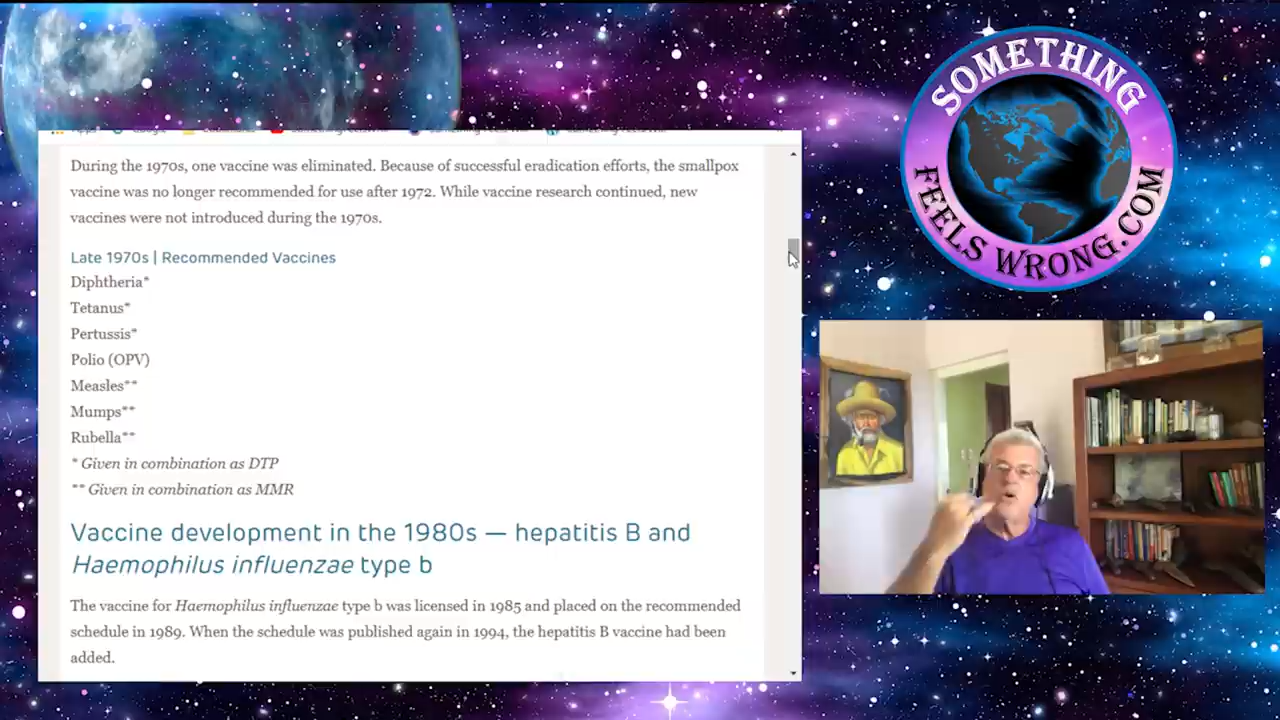 During the 1970s, one vaccine was eliminated. Because of successful eradication efforts, the smallpox
vaccine was no longer recommended for use after 1972. While vaccine research continued, new
vaccines were not introduced during the 1970s.
Late 1970s | Recommended Vaccines
Diphtheria*
Tetanus*
Pertussis*
Polio (OPV)
Measles**
Mumps**
Rubella**
* Given in combination as DTP
** Given in combination as MMR
Vaccine development in the 1980s — hepatitis B and
Haemophilus influenzae type b
The vaccine for Haemophilus influenzae type b was licensed in 1985 and placed on the recommended
schedule in 1989. When the schedule was published again in 1994, the hepatitis B vaccine had been
added.
SOMETHING
FEELS WRONG.COM